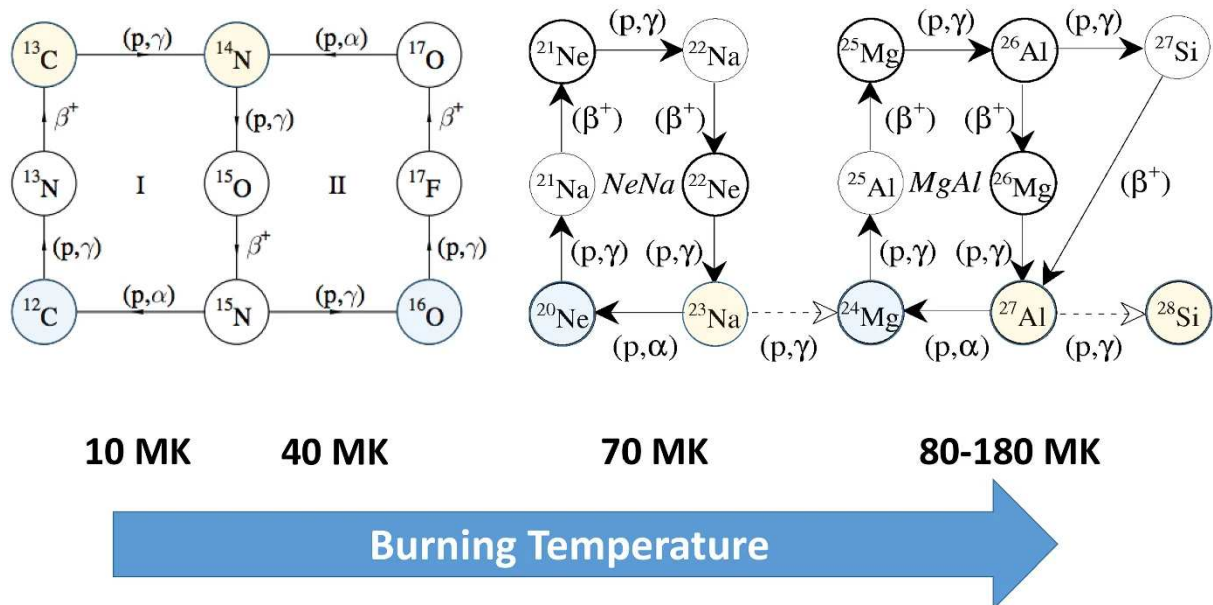 ¹³C (p,γ) ¹⁴N (p,α) ¹⁷O
β⁺ (p,γ) β⁺
¹³N I ¹⁵O II ¹⁷F
(p,γ) β⁺ (p,γ)
¹²C (p,α) ¹⁵N (p,γ) ¹⁶O
²¹Ne (p,γ) ²²Na
(β⁺) (β⁺)
²¹Na NeNa ²²Ne
(p,γ) (p,γ)
²⁰Ne ²³Na
(p,α) (p,γ)
²⁵Mg (p,γ) ²⁶Al (p,γ) ²⁷Si
(β⁺) (β⁺)
²⁵Al MgAl ²⁶Mg (β⁺)
(p,γ) (p,γ)
²⁴Mg ²⁷Al ²⁸Si
(p,α) (p,γ)
10 MK 40 MK 70 MK 80-180 MK
Burning Temperature